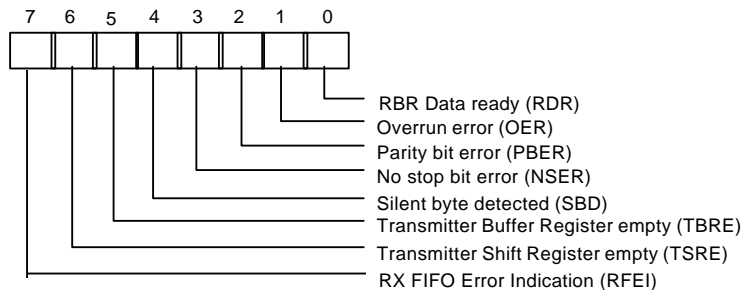 7 6 5 4 3 2 1 0
RBR Data ready (RDR)
Overrun error (OER)
Parity bit error (PBER)
No stop bit error (NSER)
Silent byte detected (SBD)
Transmitter Buffer Register empty (TBRE)
Transmitter Shift Register empty (TSRE)
RX FIFO Error Indication (RFEI)